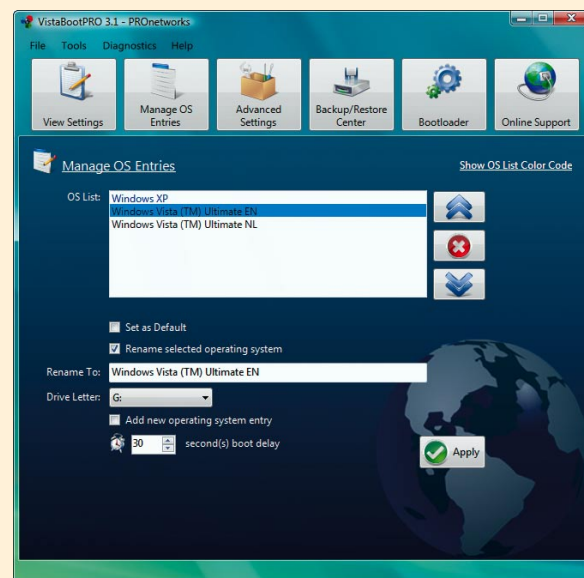 VistaBootPRO 3.1 - PROnetworks
File Tools Diagnostics Help
View Settings
Manage OS
Entries
Advanced
Settings
Backup/Restore
Center
Bootloader
Online Support
Manage OS Entries
Show OS List Color Code
OS List:
Windows XP
Windows Vista (TM) Ultimate EN
Windows Vista (TM) Ultimate NL
Set as Default
Rename selected operating system
Rename To: Windows Vista (TM) Ultimate EN
Drive Letter: G:
Add new operating system entry
30 second(s) boot delay
Apply